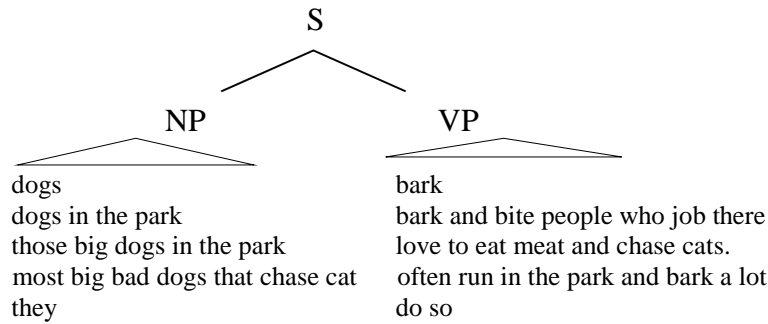 S
NP VP
dogs bark
dogs in the park bark and bite people who job there
those big dogs in the park love to eat meat and chase cats.
most big bad dogs that chase cat often run in the park and bark a lot
they do so